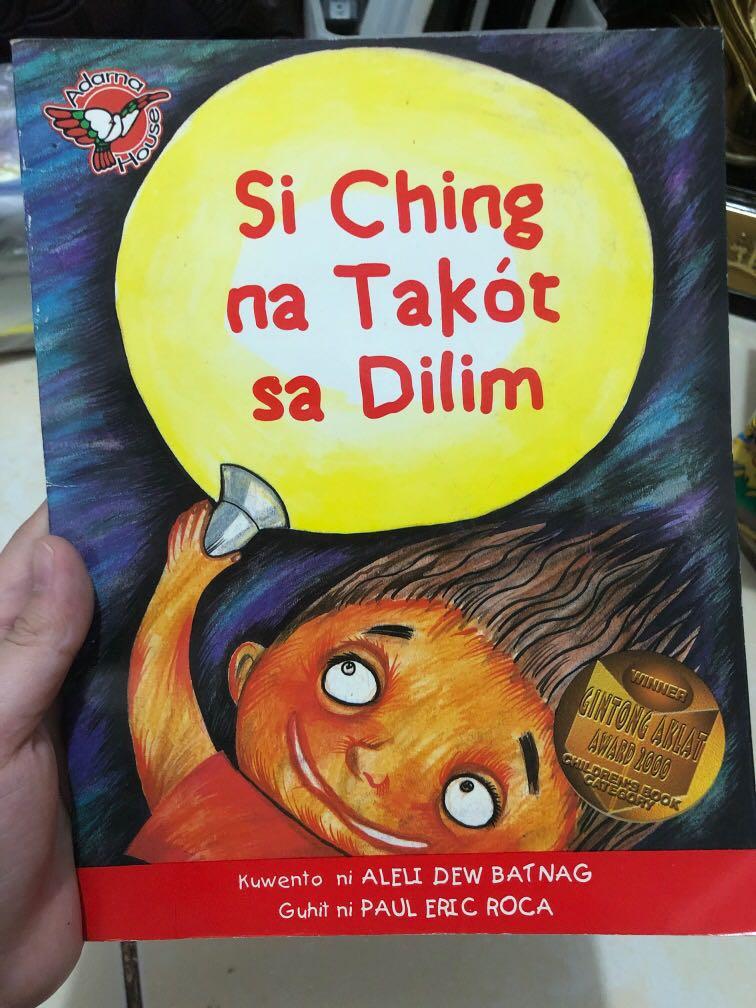 Adarna
House
Si Ching
na Takót
sa Dilim
WINNER
GINTONG AKLAT
AWARD 2000
CHILDREN'S BOOK
CATEGORY
Kuwento ni ALELI DEW BATNAG
Guhit ni PAUL ERIC ROCA